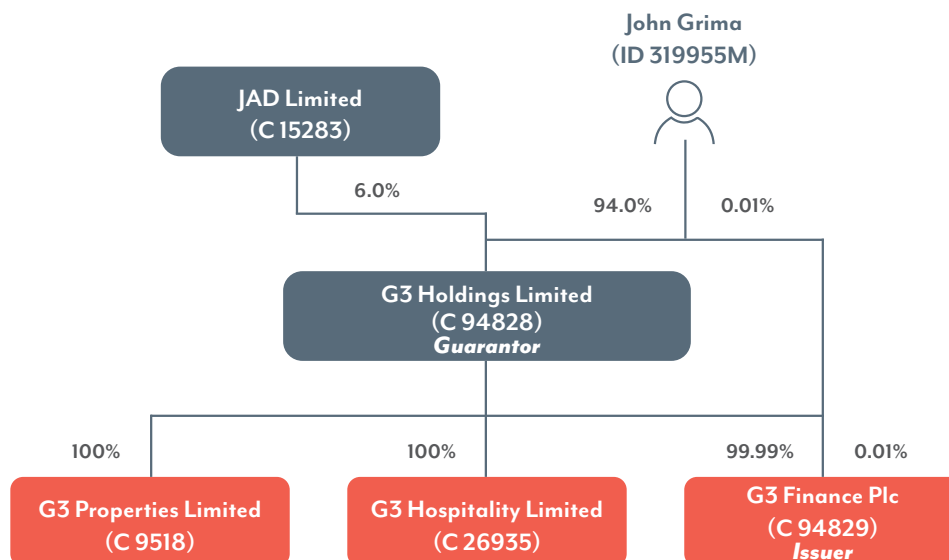 John Grima
(ID 319955M)
JAD Limited
(C 15283)
6.0%
94.0%
0.01%
G3 Holdings Limited
(C 94828)
Guarantor
100%
100%
99.99%
0.01%
G3 Properties Limited
(C 9518)
G3 Hospitality Limited
(C 26935)
G3 Finance Plc
(C 94829)
Issuer